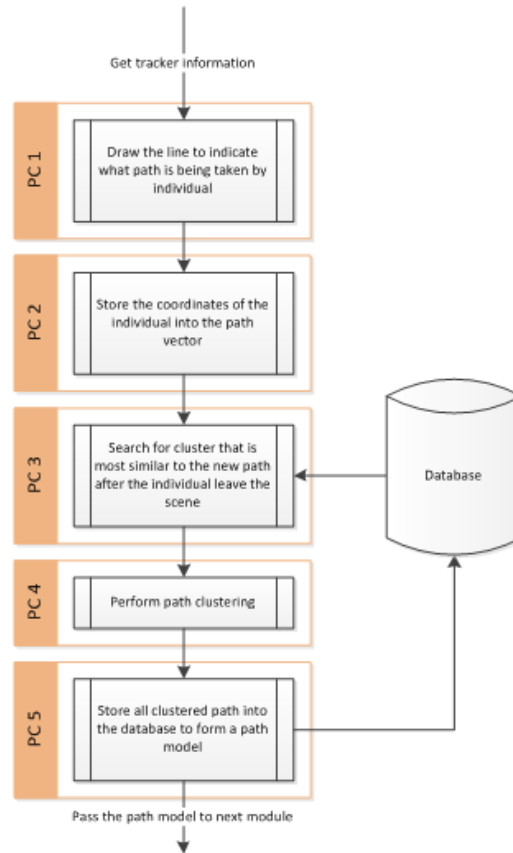 Get tracker information
PC 1
Draw the line to indicate
what path is being taken by
individual
PC 2
Store the coordinates of the
individual into the path
vector
PC 3
Search for cluster that is
most similar to the new path
after the individual leave the
scene
Database
PC 4
Perform path clustering
PC 5
Store all clustered path into
the database to form a path
model
Pass the path model to next module